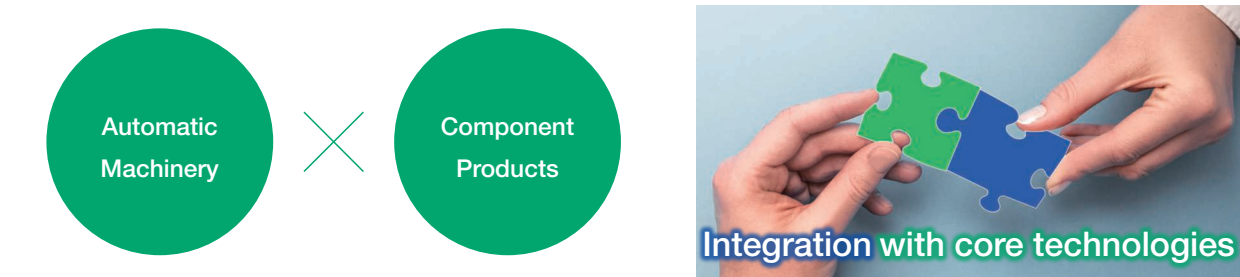 Automatic
Machinery
Component
Products
Integration with core technologies